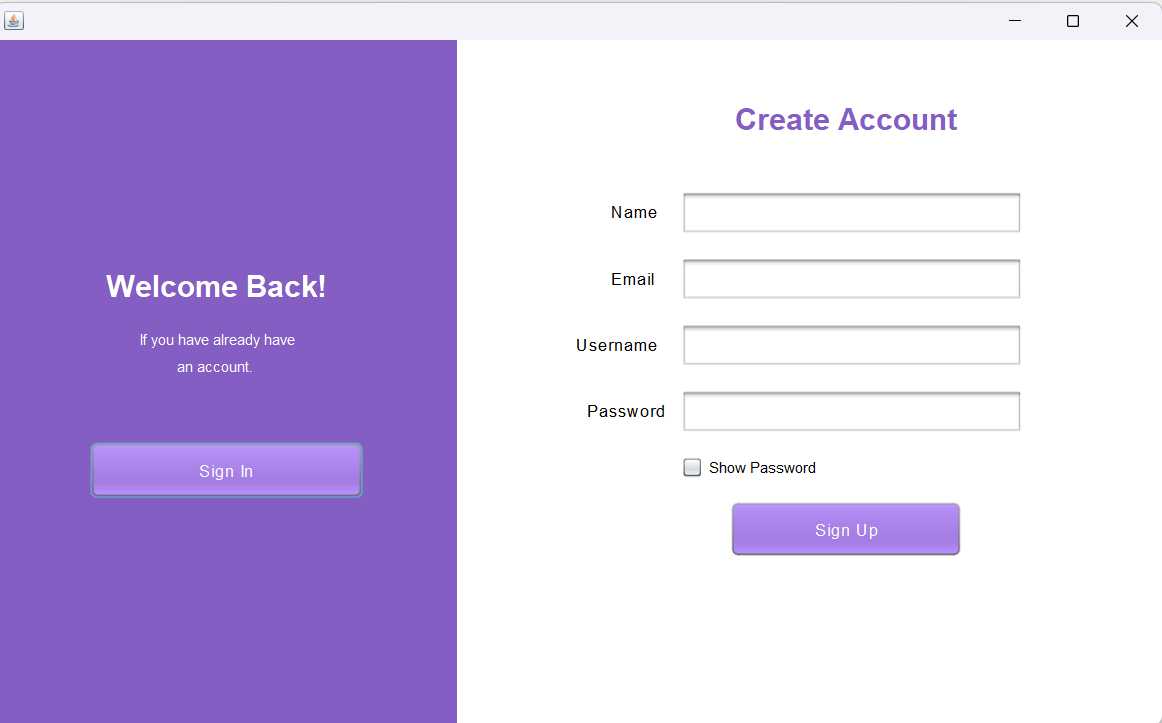 Welcome Back!
If you have already have
an account.
Sign In
Create Account
Name
Email
Username
Password
Show Password
Sign Up